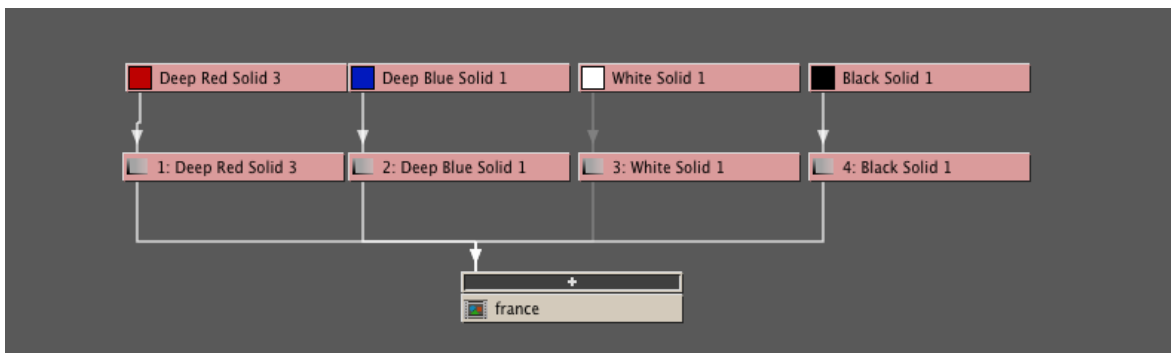 Deep Red Solid 3
Deep Blue Solid 1
White Solid 1
Black Solid 1
1: Deep Red Solid 3
2: Deep Blue Solid 1
3: White Solid 1
4: Black Solid 1
+
france